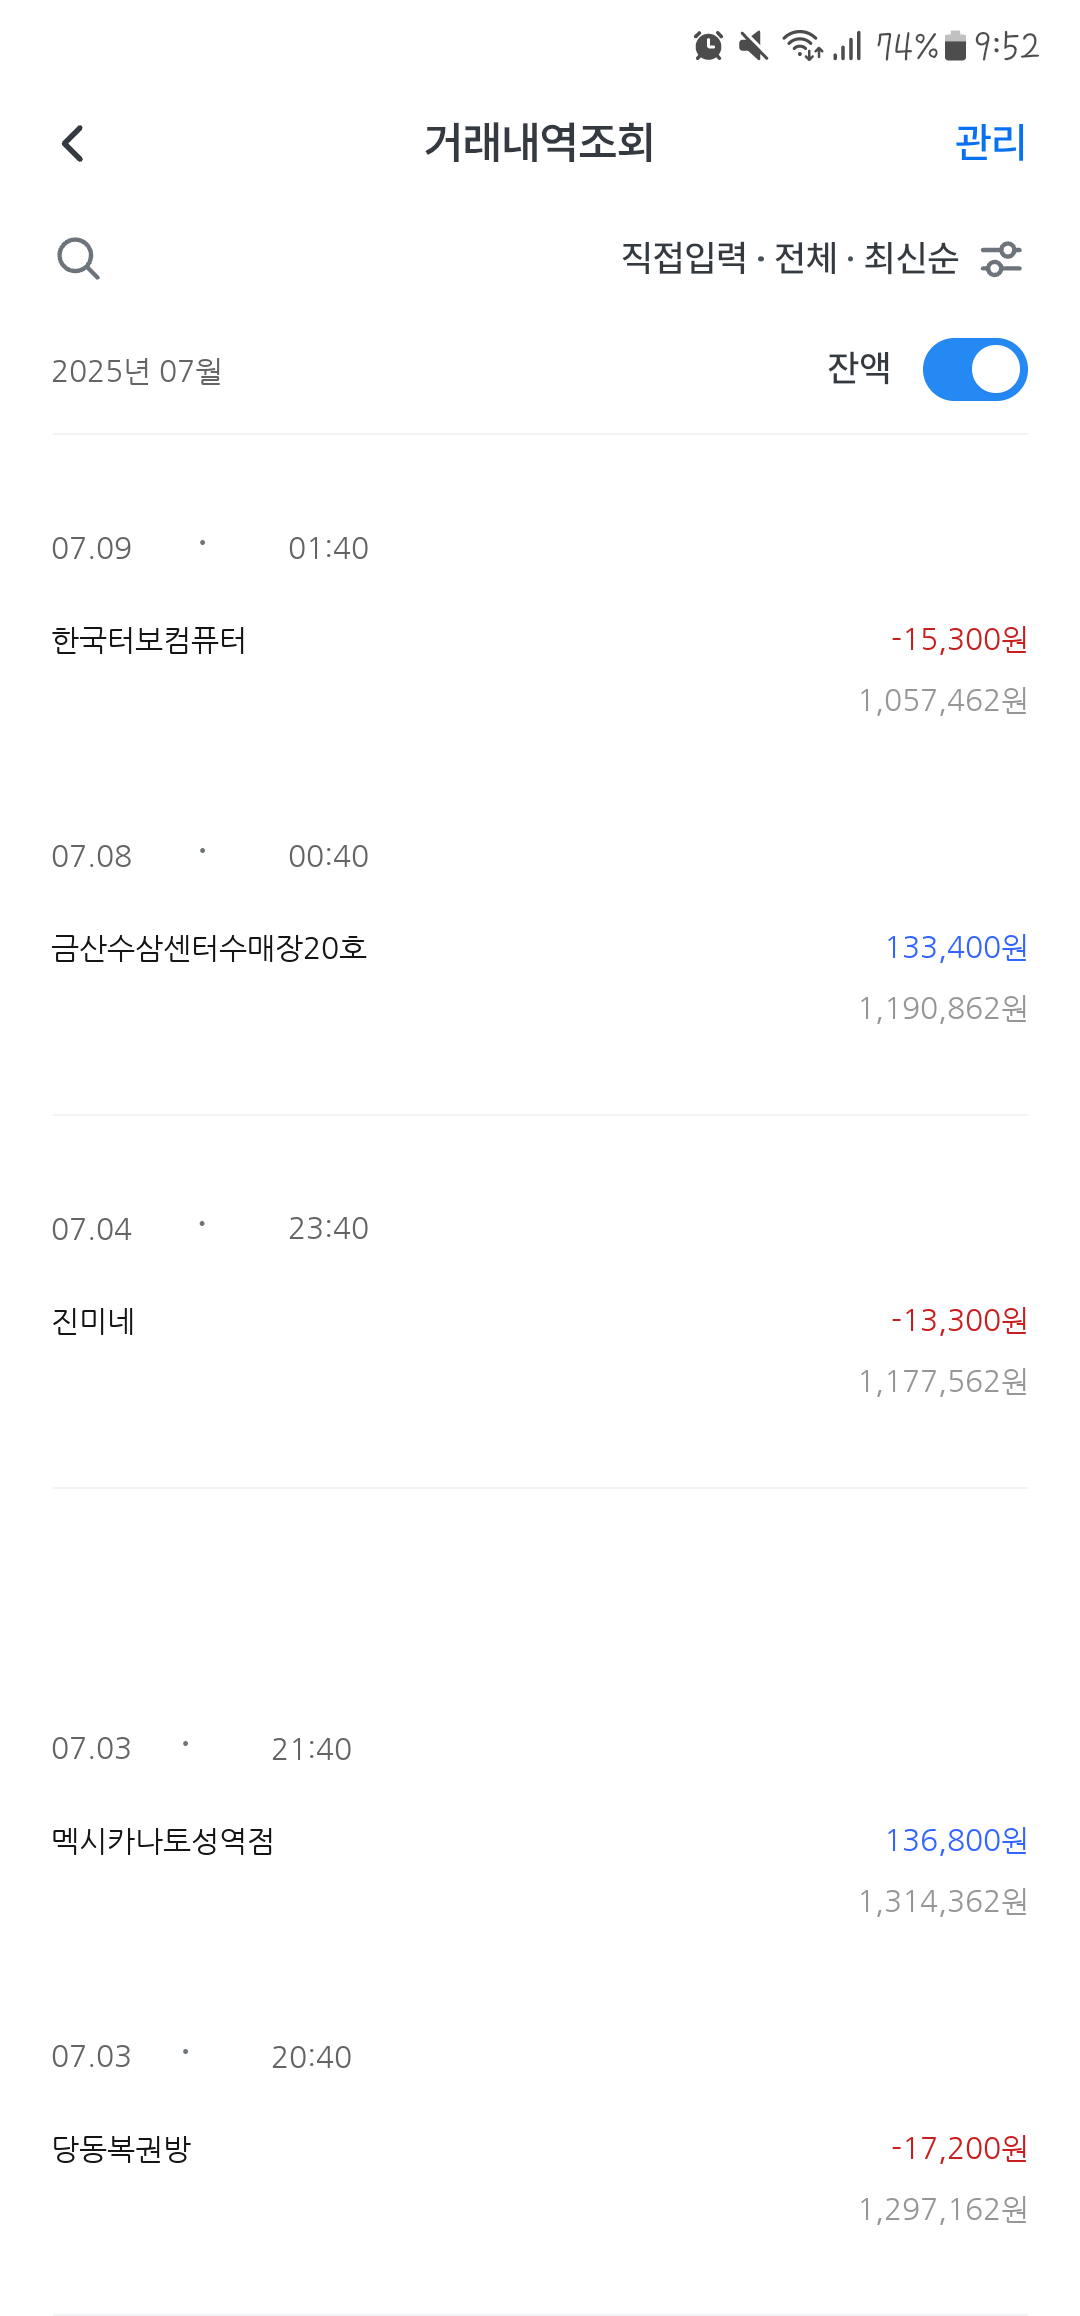 74% 9:52
거래내역조회 관리
직접입력 · 전체 · 최신순
2025년 07월 잔액
07.09 · 01:40
한국터보컴퓨터 -15,300원
1,057,462원
07.08 · 00:40
금산수삼센터수매장20호 133,400원
1,190,862원
07.04 · 23:40
진미네 -13,300원
1,177,562원
07.03 · 21:40
멕시카나토성역점 136,800원
1,314,362원
07.03 · 20:40
당동복권방 -17,200원
1,297,162원